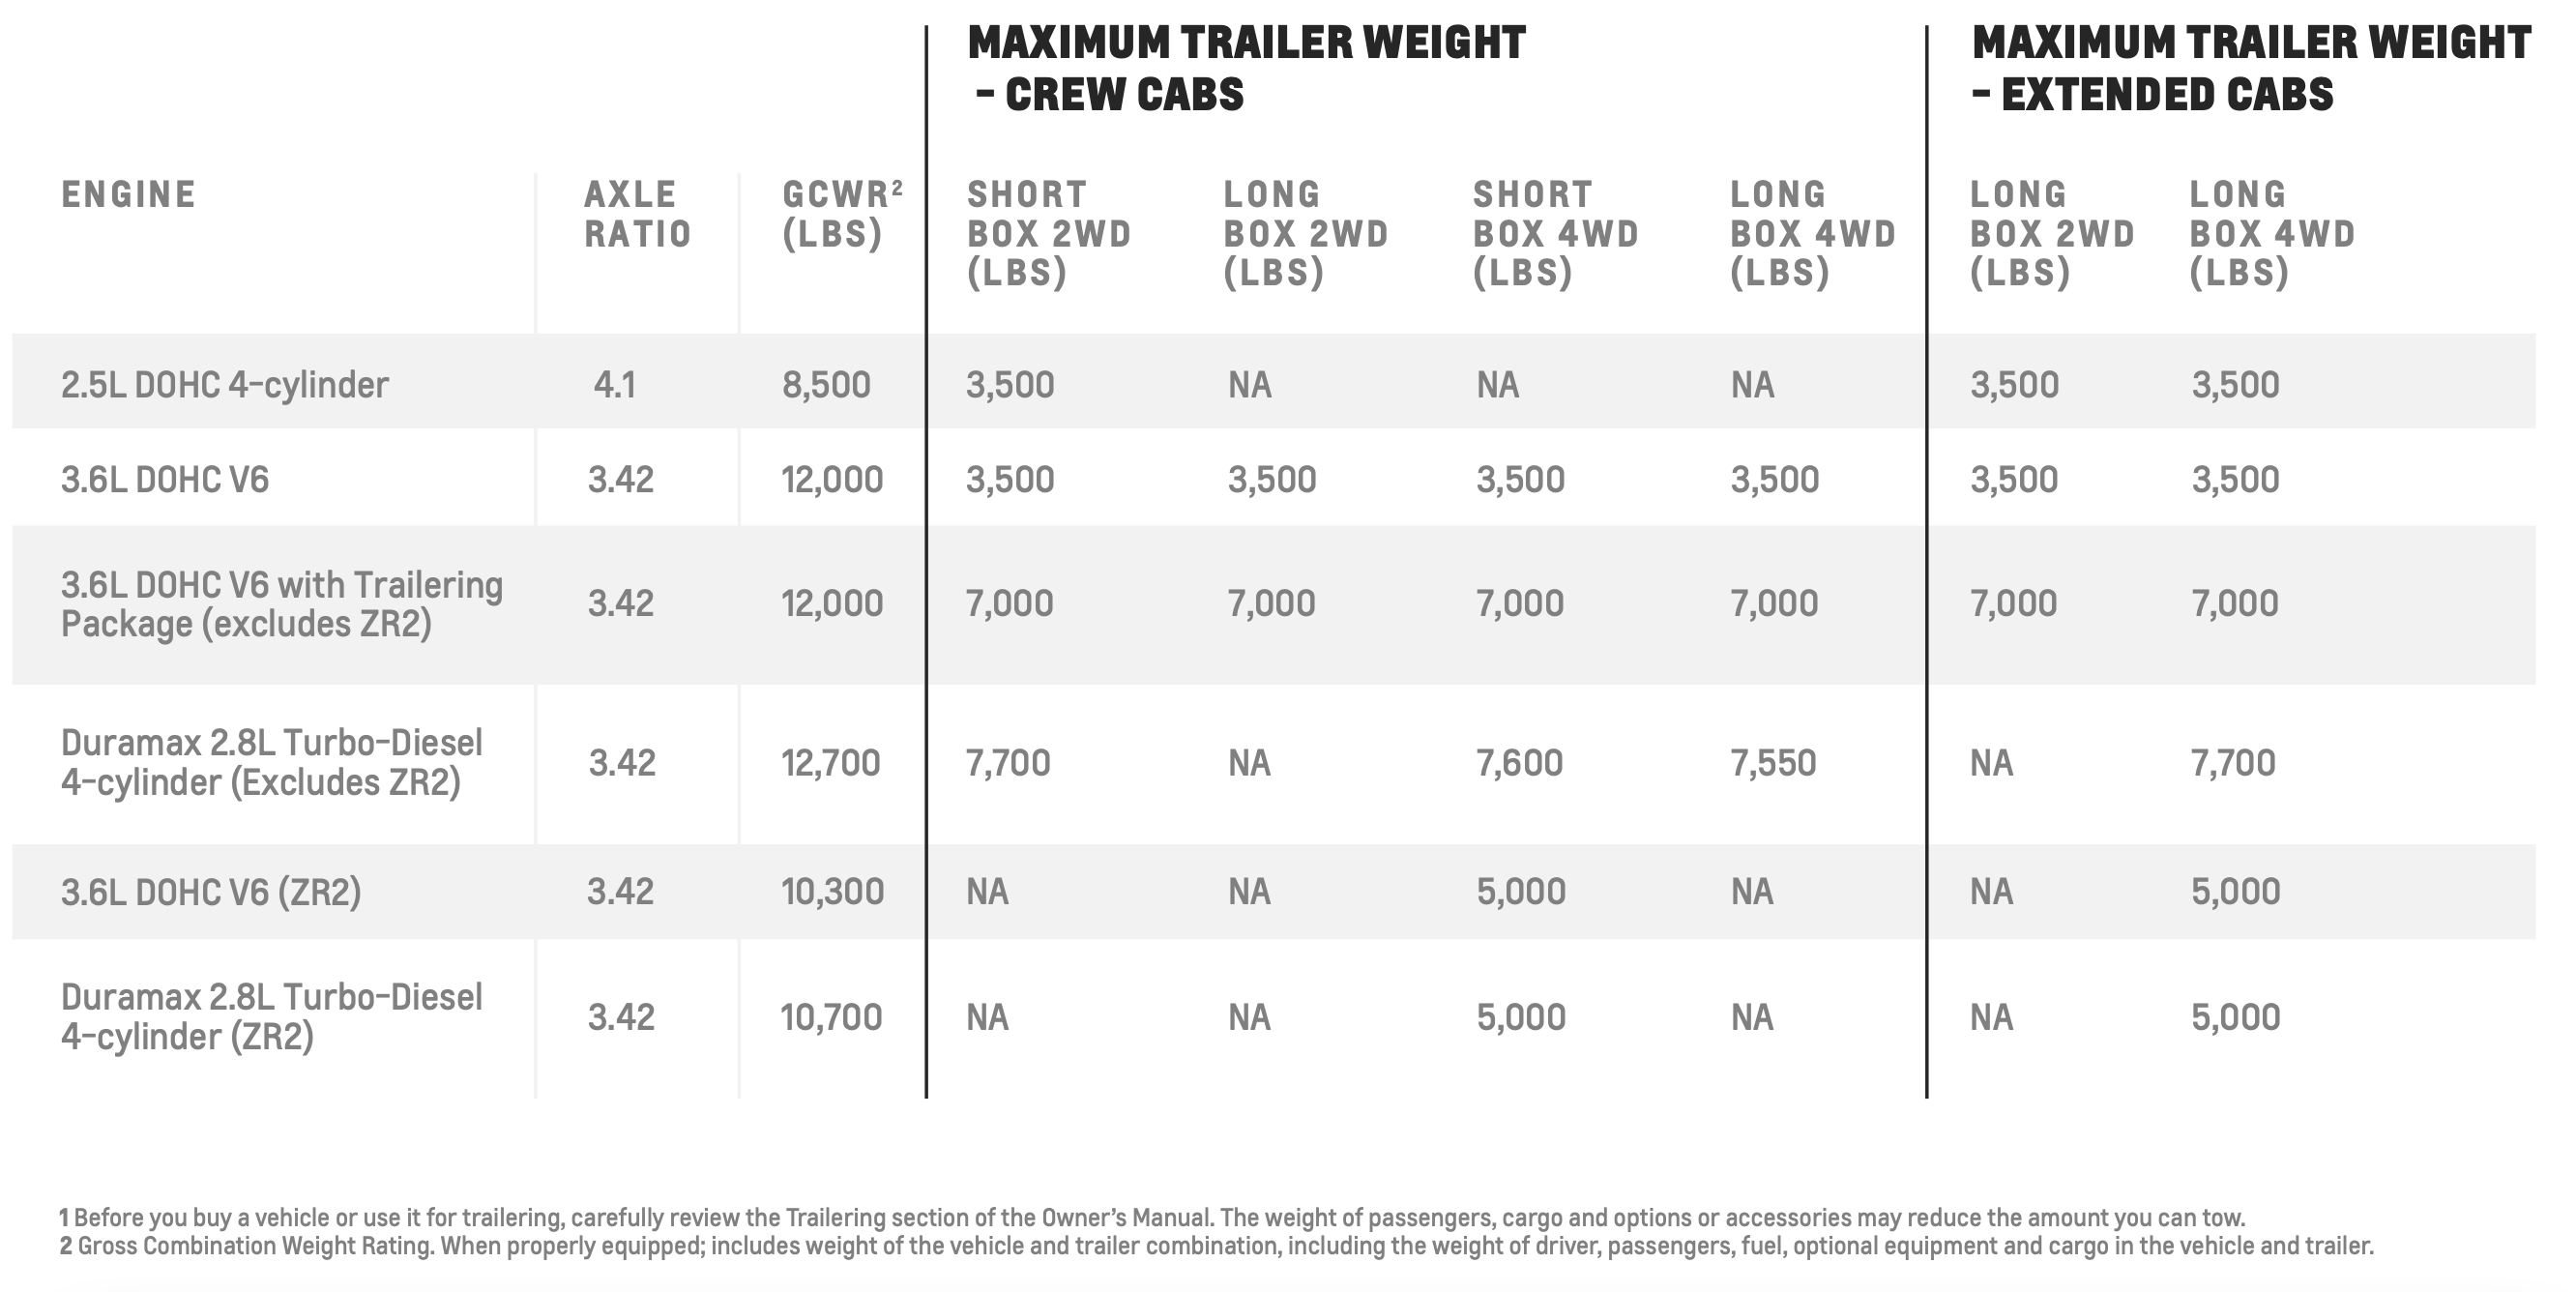 MAXIMUM TRAILER WEIGHT
- CREW CABS
MAXIMUM TRAILER WEIGHT
- EXTENDED CABS
ENGINE
AXLE
RATIO
GCWR²
(LBS)
SHORT
BOX 2WD
(LBS)
LONG
BOX 2WD
(LBS)
SHORT
BOX 4WD
(LBS)
LONG
BOX 4WD
(LBS)
LONG
BOX 2WD
(LBS)
LONG
BOX 4WD
(LBS)
2.5L DOHC 4-cylinder 4.1 8,500 3,500 NA NA NA 3,500 3,500
3.6L DOHC V6 3.42 12,000 3,500 3,500 3,500 3,500 3,500 3,500
3.6L DOHC V6 with Trailering
Package (excludes ZR2)
3.42 12,000 7,000 7,000 7,000 7,000 7,000 7,000
Duramax 2.8L Turbo-Diesel
4-cylinder (Excludes ZR2)
3.42 12,700 7,700 NA 7,600 7,550 NA 7,700
3.6L DOHC V6 (ZR2) 3.42 10,300 NA NA 5,000 NA NA 5,000
Duramax 2.8L Turbo-Diesel
4-cylinder (ZR2)
3.42 10,700 NA NA 5,000 NA NA 5,000
1 Before you buy a vehicle or use it for trailering, carefully review the Trailering section of the Owner's Manual. The weight of passengers, cargo and options or accessories may reduce the amount you can tow.
2 Gross Combination Weight Rating. When properly equipped; includes weight of the vehicle and trailer combination, including the weight of driver, passengers, fuel, optional equipment and cargo in the vehicle and trailer.